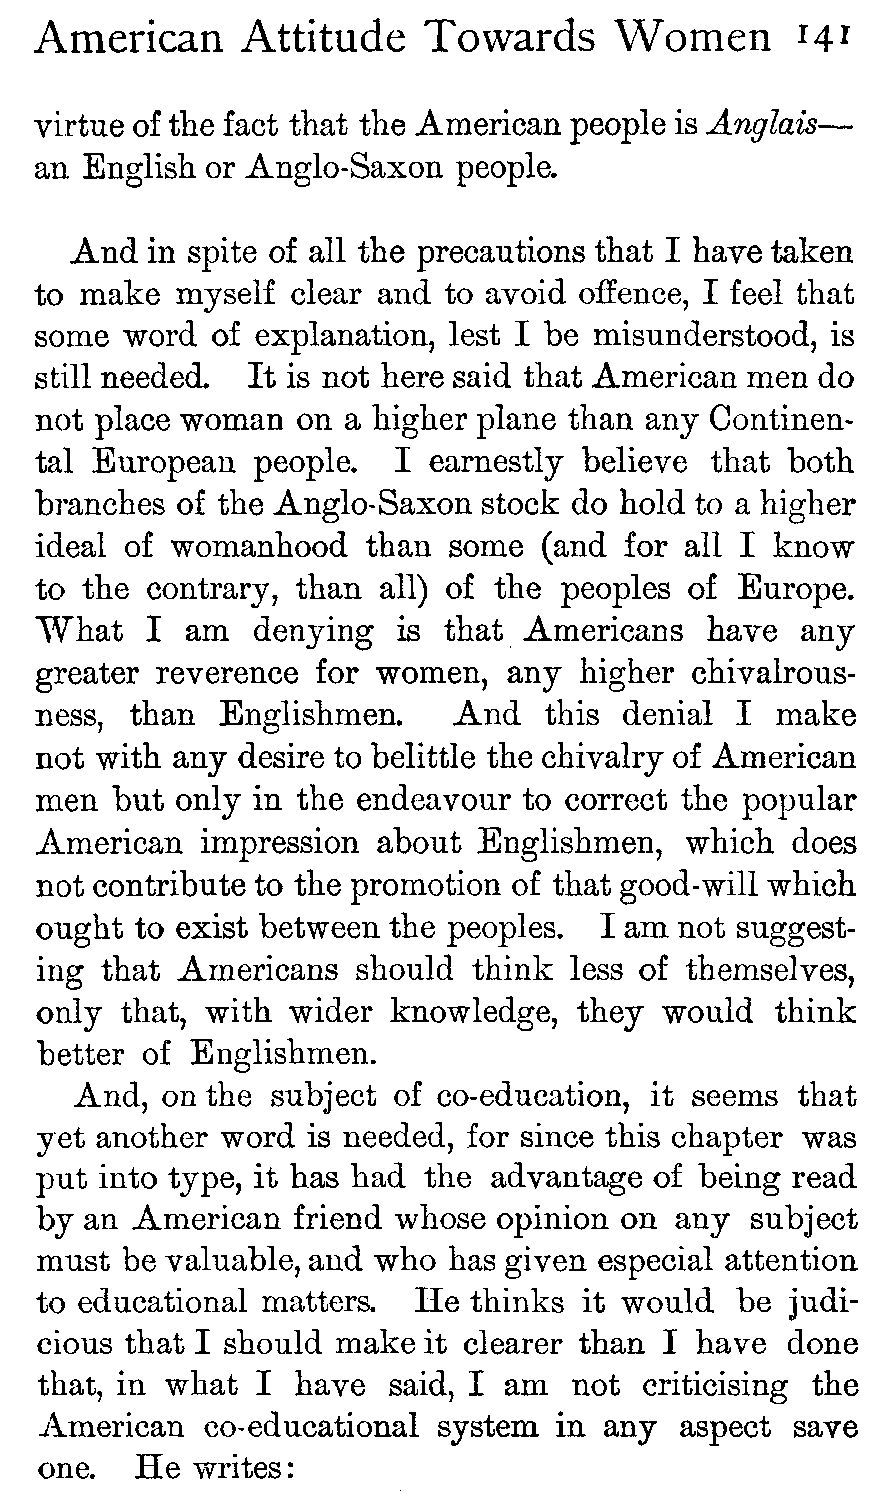 American Attitude Towards Women 141
virtue of the fact that the American people is Anglais—
an English or Anglo-Saxon people.
And in spite of all the precautions that I have taken
to make myself clear and to avoid offence, I feel that
some word of explanation, lest I be misunderstood, is
still needed. It is not here said that American men do
not place woman on a higher plane than any Continen-
tal European people. I earnestly believe that both
branches of the Anglo-Saxon stock do hold to a higher
ideal of womanhood than some (and for all I know
to the contrary, than all) of the peoples of Europe.
What I am denying is that Americans have any
greater reverence for women, any higher chivalrous-
ness, than Englishmen. And this denial I make
not with any desire to belittle the chivalry of American
men but only in the endeavour to correct the popular
American impression about Englishmen, which does
not contribute to the promotion of that good-will which
ought to exist between the peoples. I am not suggest-
ing that Americans should think less of themselves,
only that, with wider knowledge, they would think
better of Englishmen.
And, on the subject of co-education, it seems that
yet another word is needed, for since this chapter was
put into type, it has had the advantage of being read
by an American friend whose opinion on any subject
must be valuable, and who has given especial attention
to educational matters. He thinks it would be judi-
cious that I should make it clearer than I have done
that, in what I have said, I am not criticising the
American co-educational system in any aspect save
one. He writes: